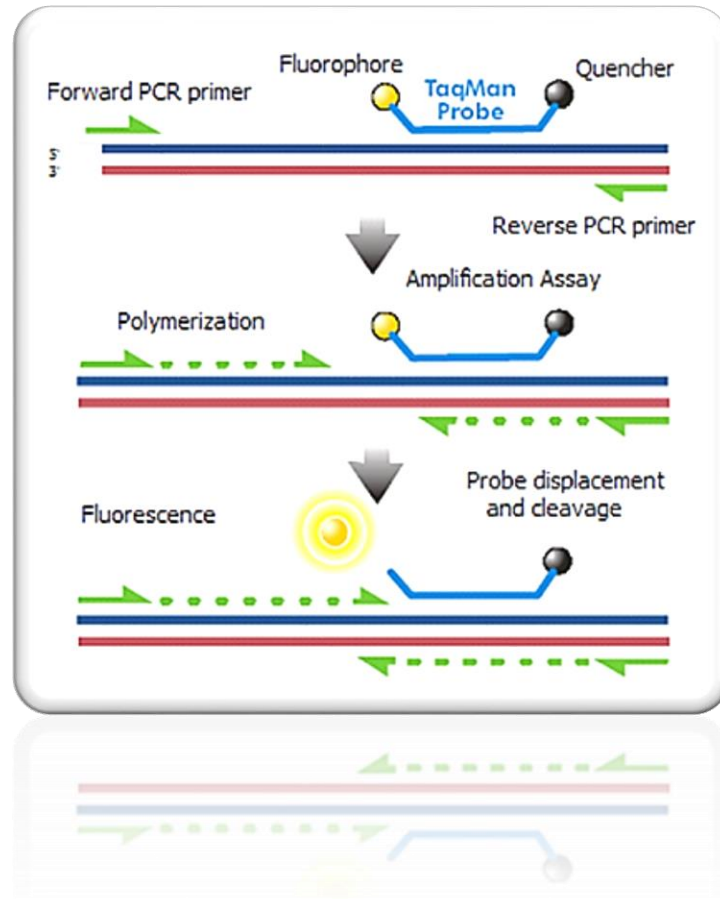 Fluorophore
Quencher
Forward PCR primer
TaqMan
Probe
5'
3'
Reverse PCR primer
Amplification Assay
Polymerization
Probe displacement
and cleavage
Fluorescence